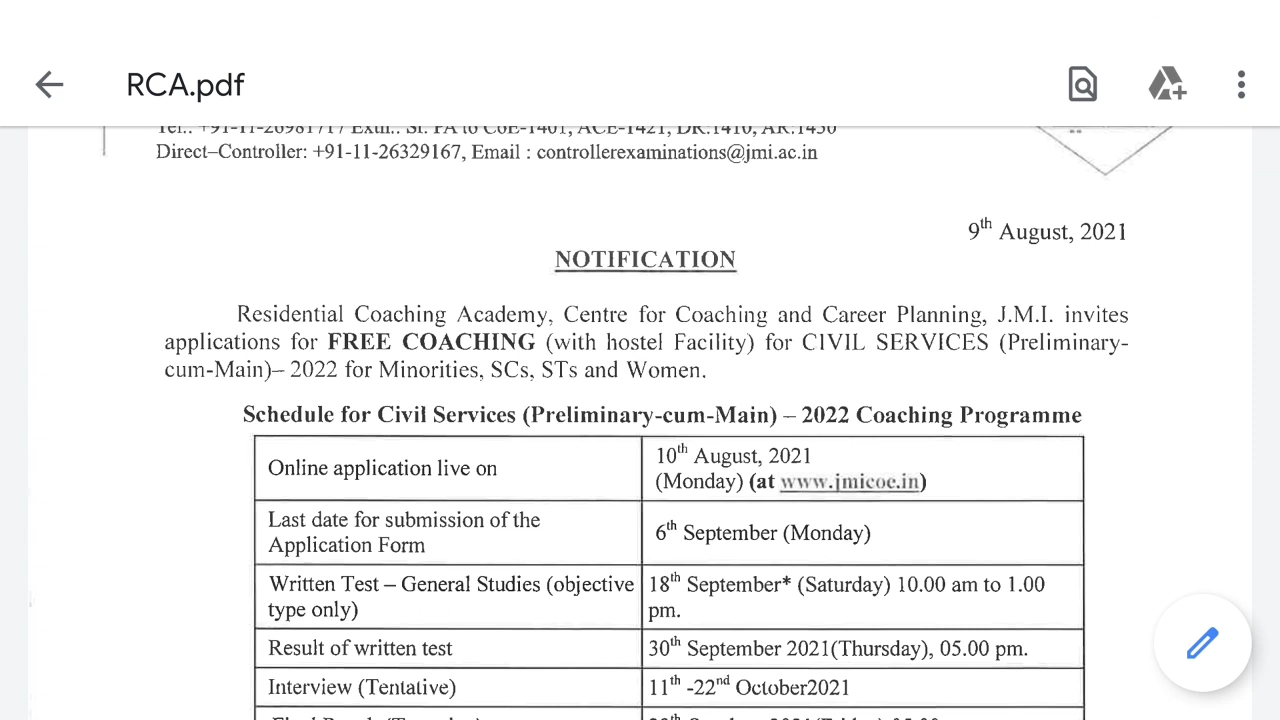 RCA.pdf
Direct–Controller: +91-11-26329167, Email : controllerexaminations@jmi.ac.in
9th August, 2021
NOTIFICATION
Residential Coaching Academy, Centre for Coaching and Career Planning, J.M.I. invites
applications for FREE COACHING (with hostel Facility) for CIVIL SERVICES (Preliminary-
cum-Main)– 2022 for Minorities, SCs, STs and Women.
Schedule for Civil Services (Preliminary-cum-Main) – 2022 Coaching Programme
Online application live on
10th August, 2021
(Monday) (at www.jmicoe.in)
Last date for submission of the
Application Form
6th September (Monday)
Written Test – General Studies (objective
type only)
18th September* (Saturday) 10.00 am to 1.00
pm.
Result of written test
30th September 2021(Thursday), 05.00 pm.
Interview (Tentative)
11th -22nd October2021